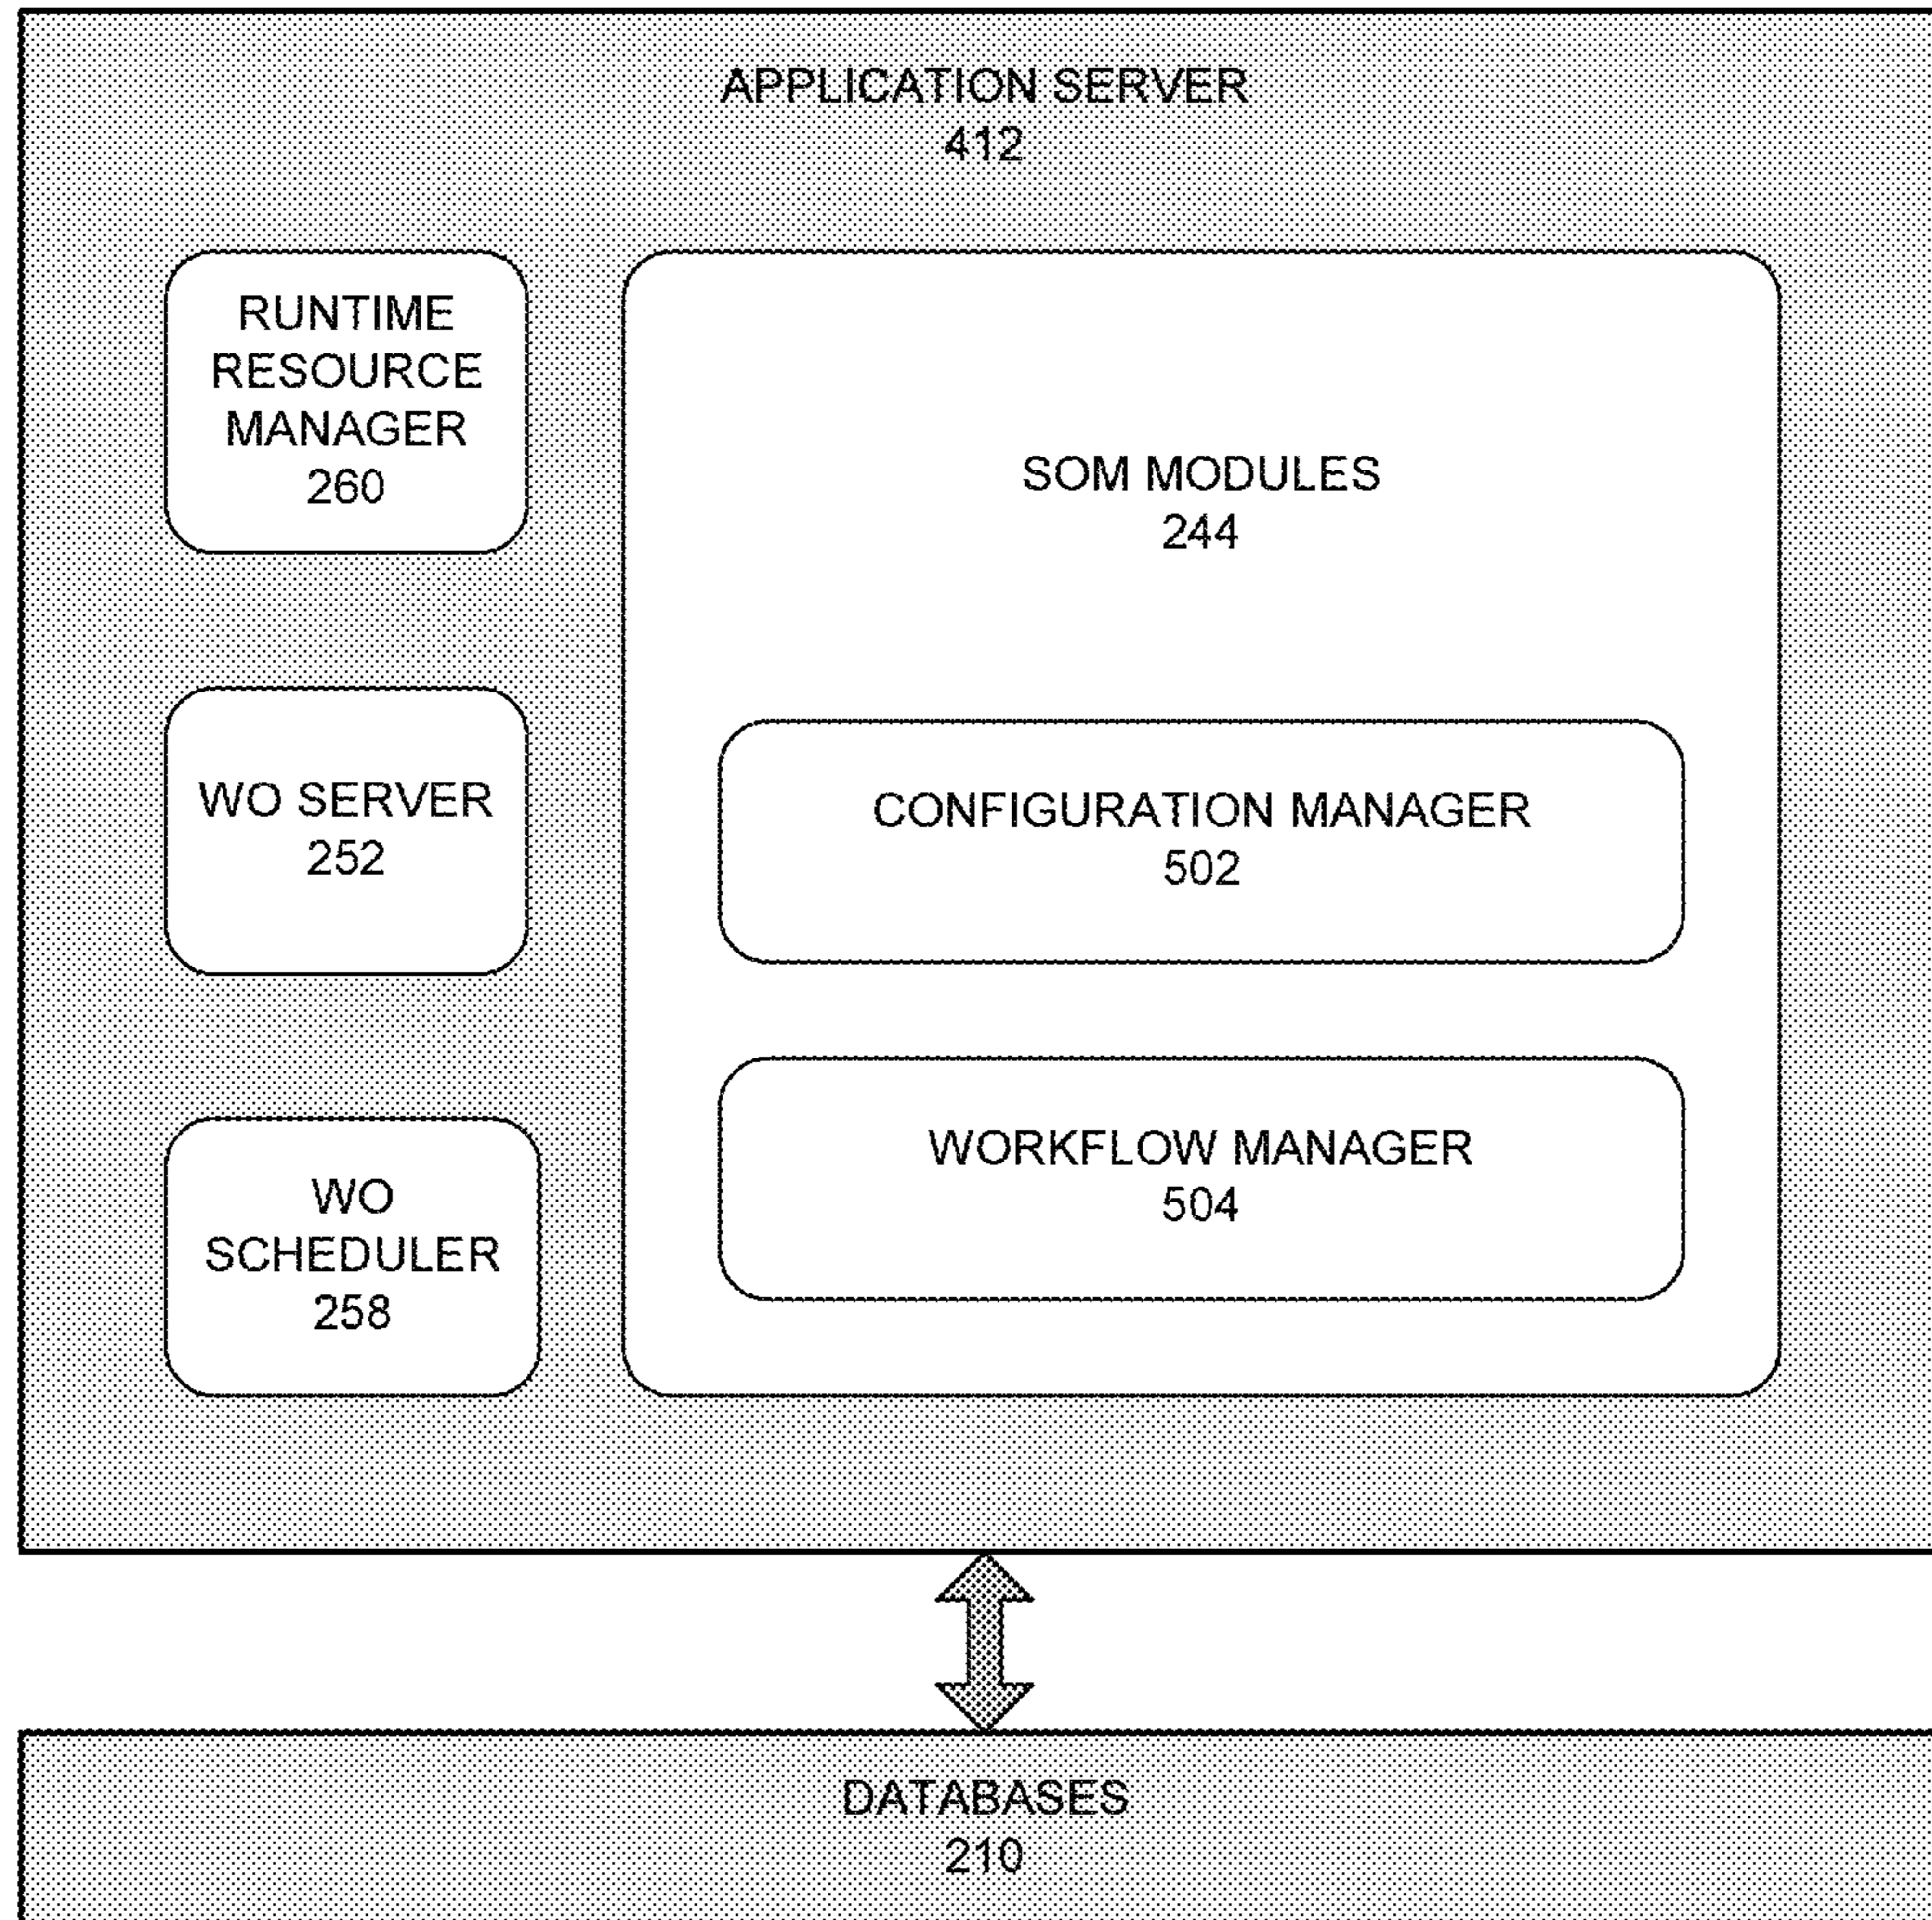 APPLICATION SERVER
412
RUNTIME
RESOURCE
MANAGER
260
SOM MODULES
244
WO SERVER
252
CONFIGURATION MANAGER
502
WO
SCHEDULER
258
WORKFLOW MANAGER
504
DATABASES
210